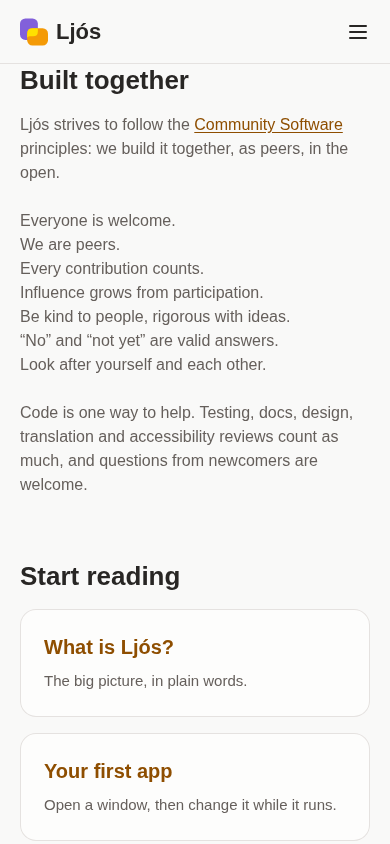 Ljós
Built together
Ljós strives to follow the Community Software
principles: we build it together, as peers, in the
open.
Everyone is welcome.
We are peers.
Every contribution counts.
Influence grows from participation.
Be kind to people, rigorous with ideas.
“No” and “not yet” are valid answers.
Look after yourself and each other.
Code is one way to help. Testing, docs, design,
translation and accessibility reviews count as
much, and questions from newcomers are
welcome.
Start reading
What is Ljós?
The big picture, in plain words.
Your first app
Open a window, then change it while it runs.